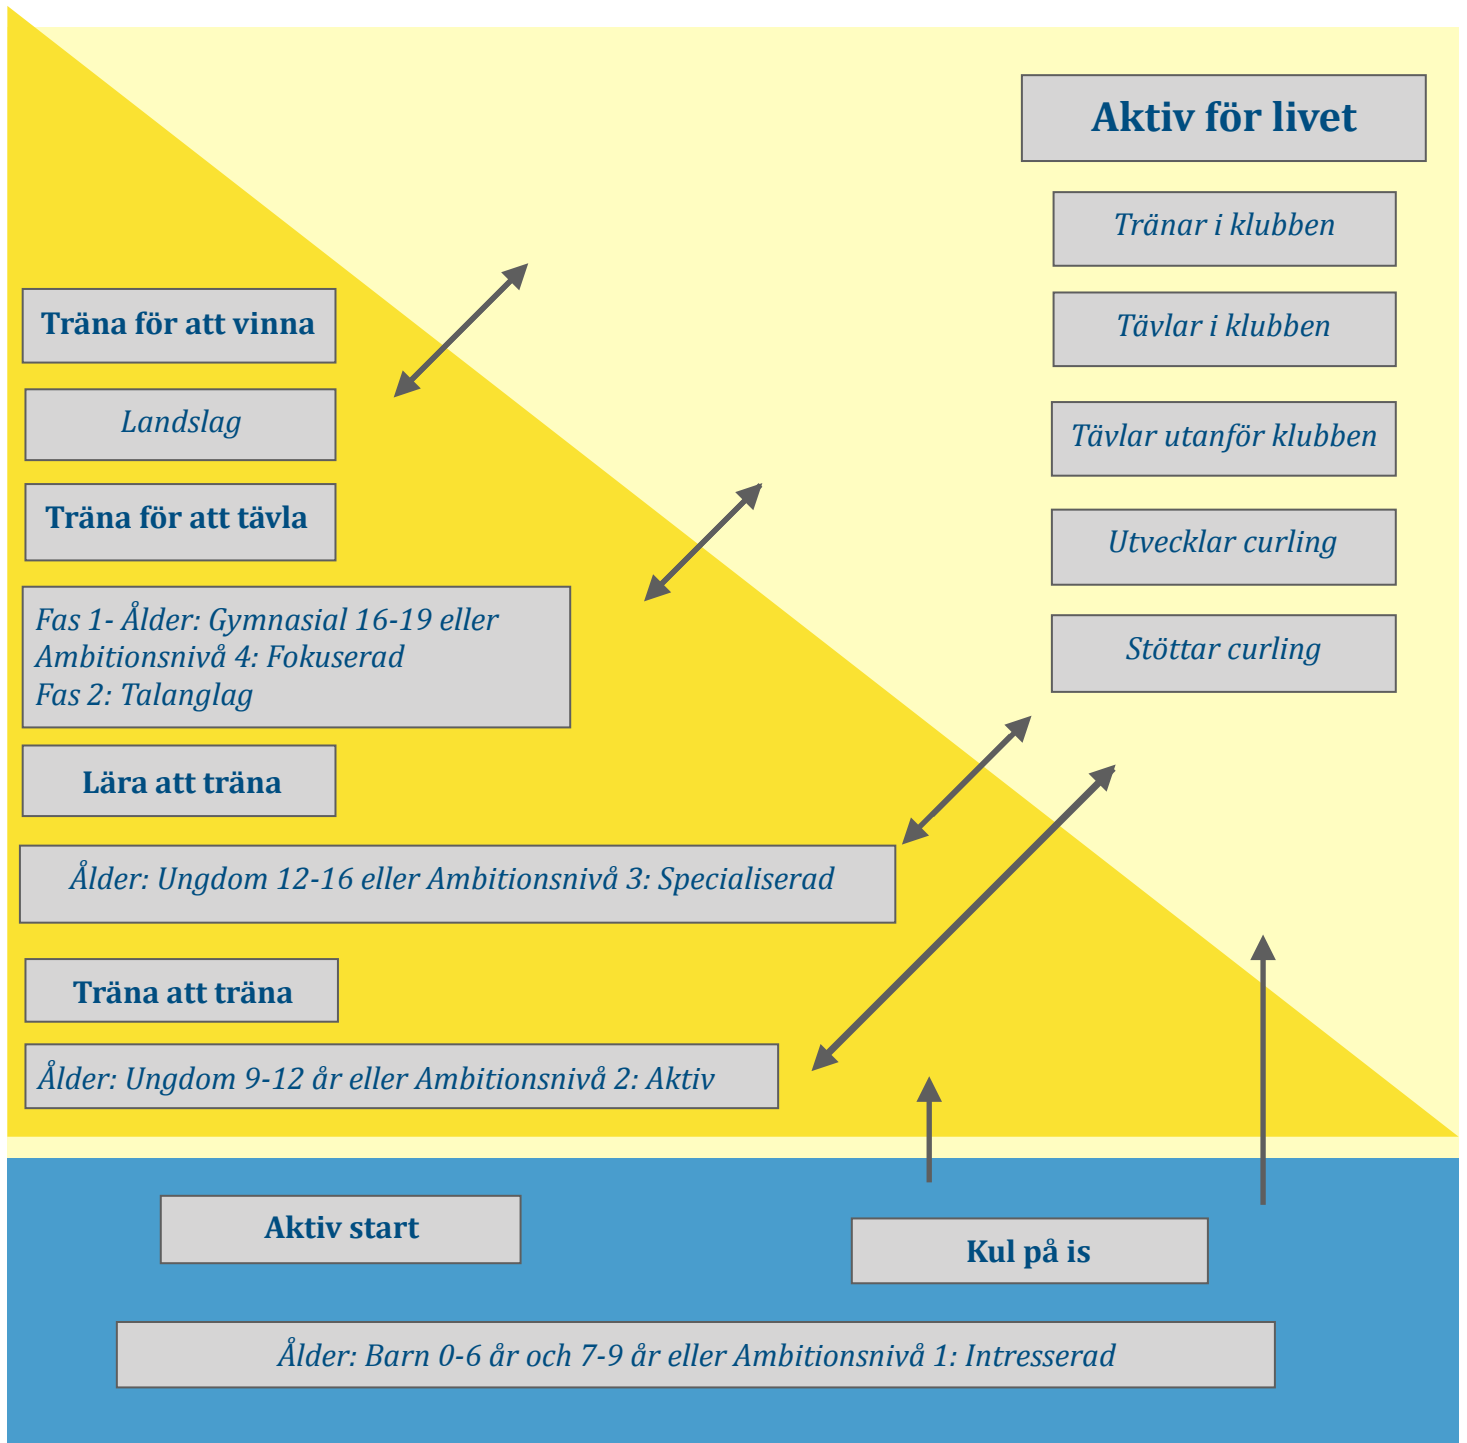 Aktiv för livet
Tränar i klubben
Tävlar i klubben
Tävlar utanför klubben
Utvecklar curling
Stöttar curling
Träna för att vinna
Landslag
Träna för att tävla
Fas 1- Ålder: Gymnasial 16-19 eller
Ambitionsnivå 4: Fokuserad
Fas 2: Talanglag
Lära att träna
Ålder: Ungdom 12-16 eller Ambitionsnivå 3: Specialiserad
Träna att träna
Ålder: Ungdom 9-12 år eller Ambitionsnivå 2: Aktiv
Aktiv start
Kul på is
Ålder: Barn 0-6 år och 7-9 år eller Ambitionsnivå 1: Intresserad